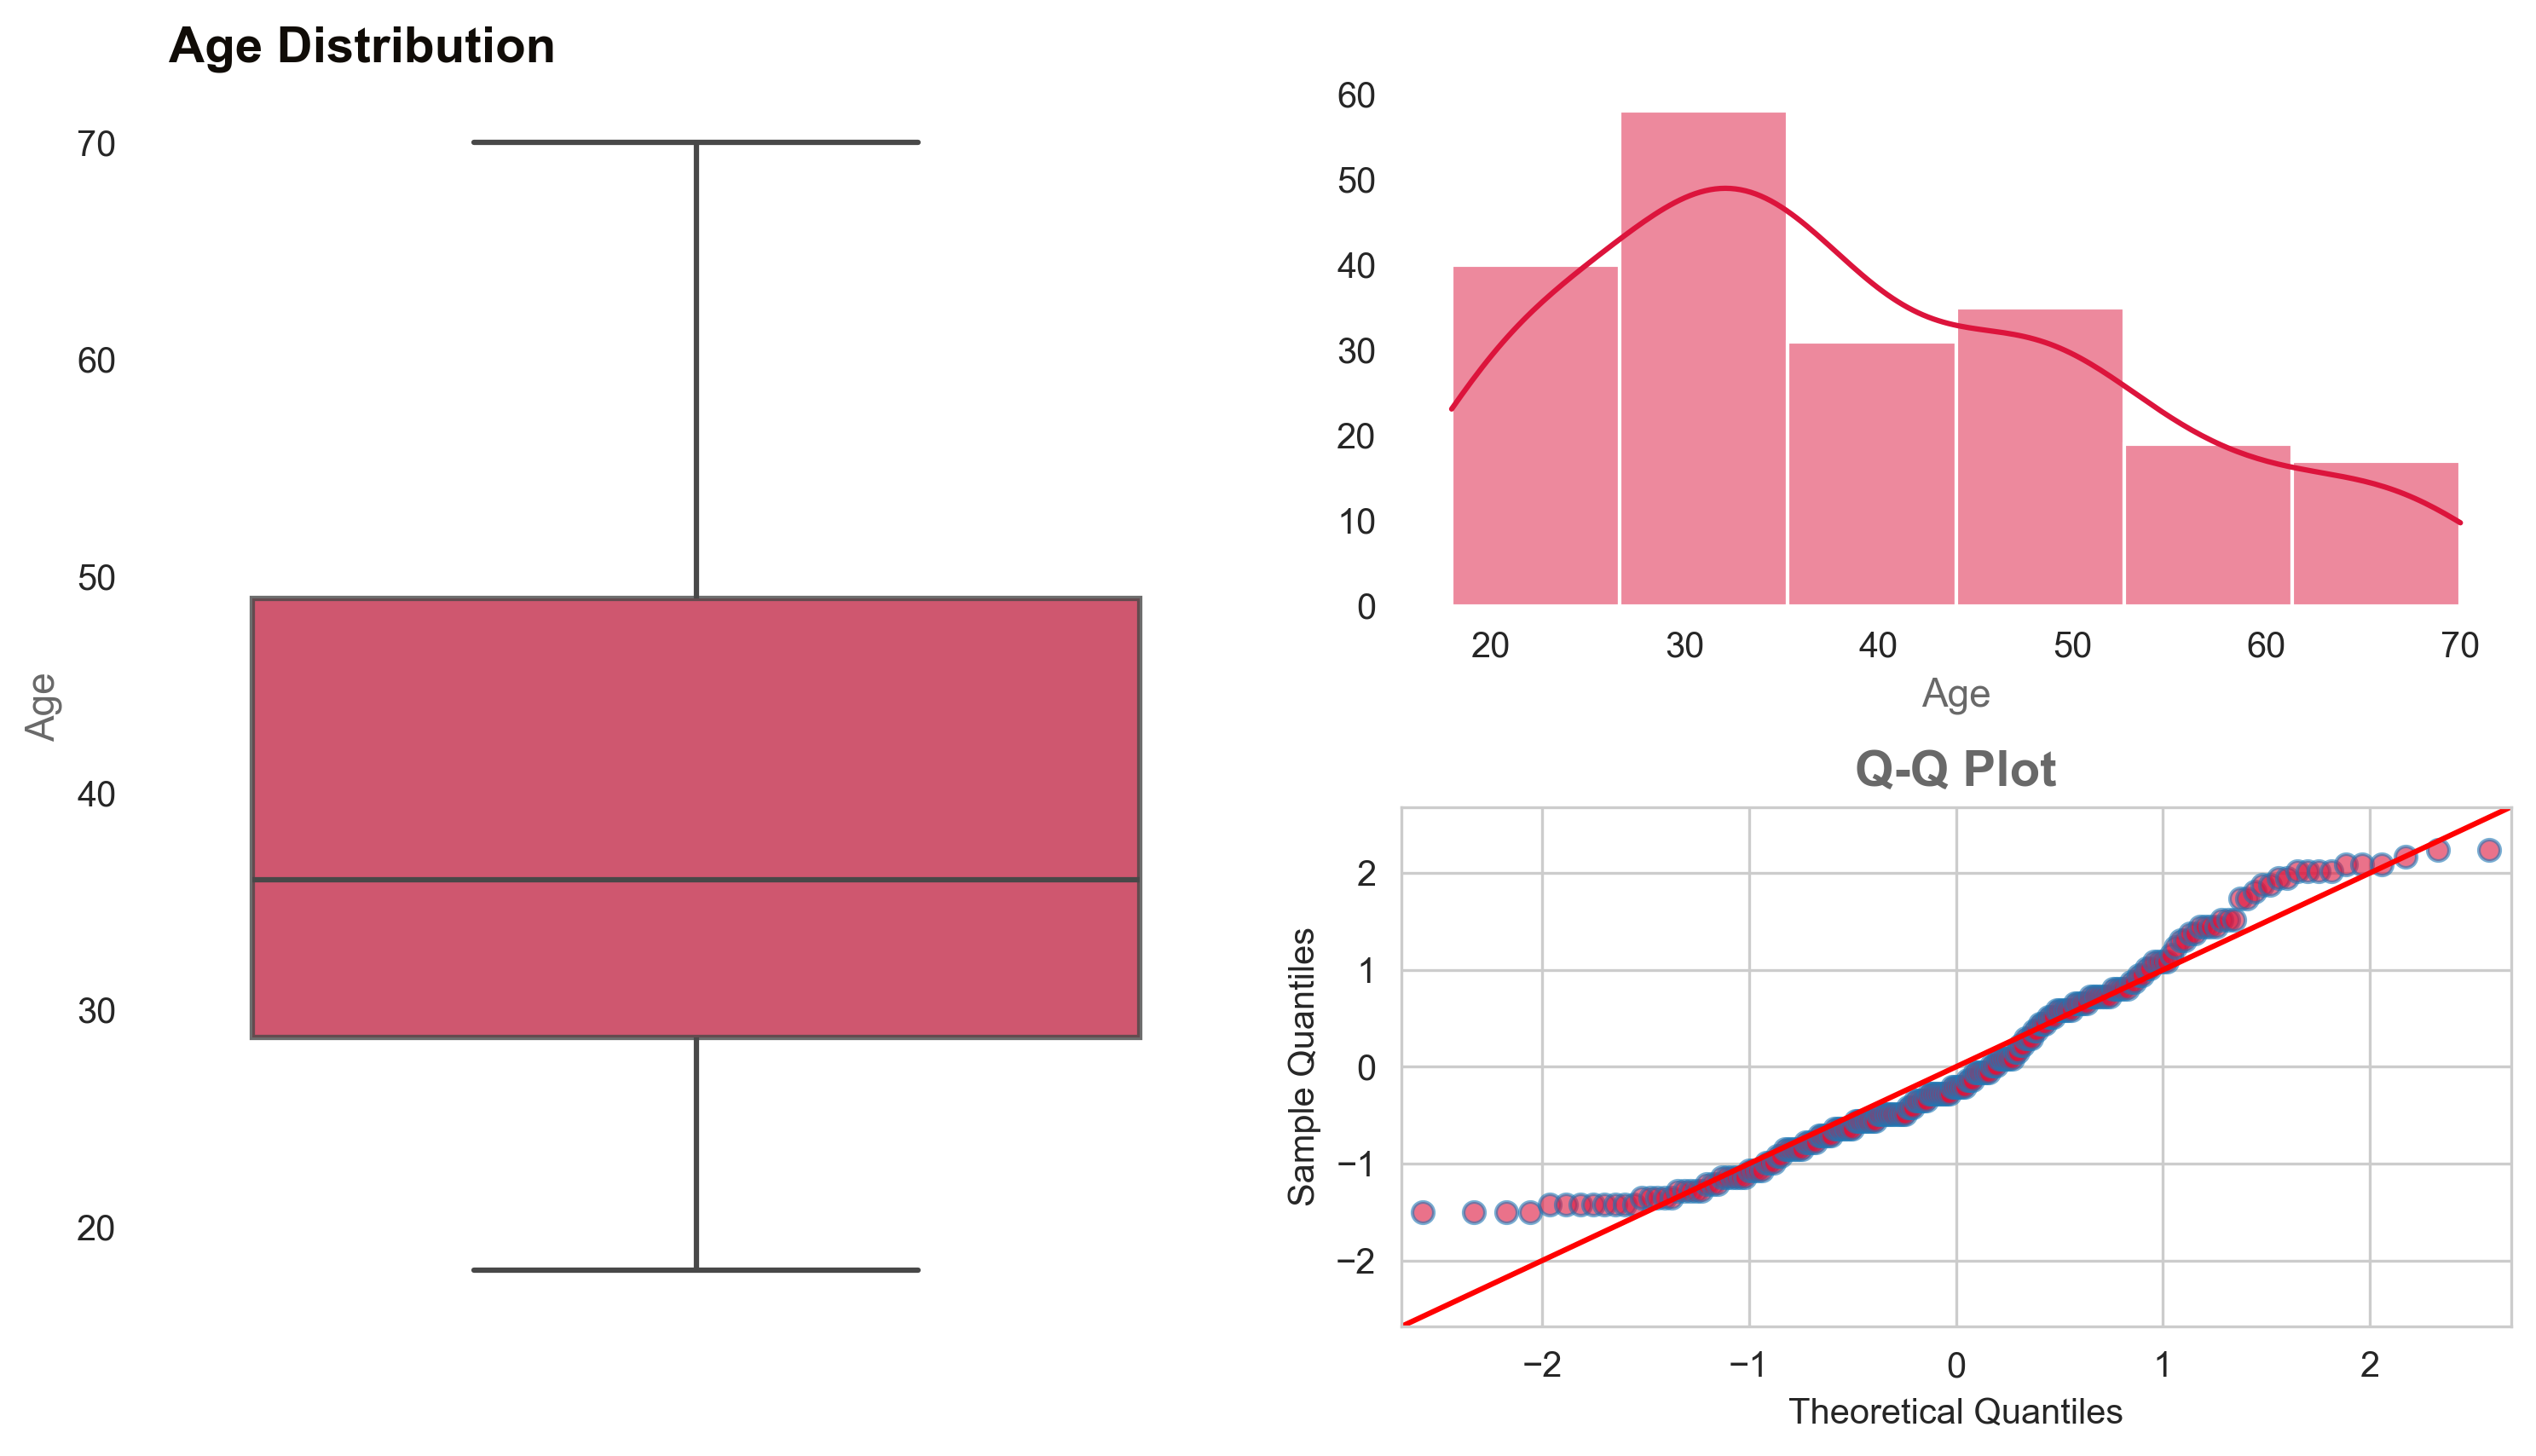 Age Distribution
70
60
50
40
30
20
Age
60
50
40
30
20
10
0
20 30 40 50 60 70
Age
Q-Q Plot
2
1
0
−1
−2
Sample Quantiles
−2 −1 0 1 2
Theoretical Quantiles